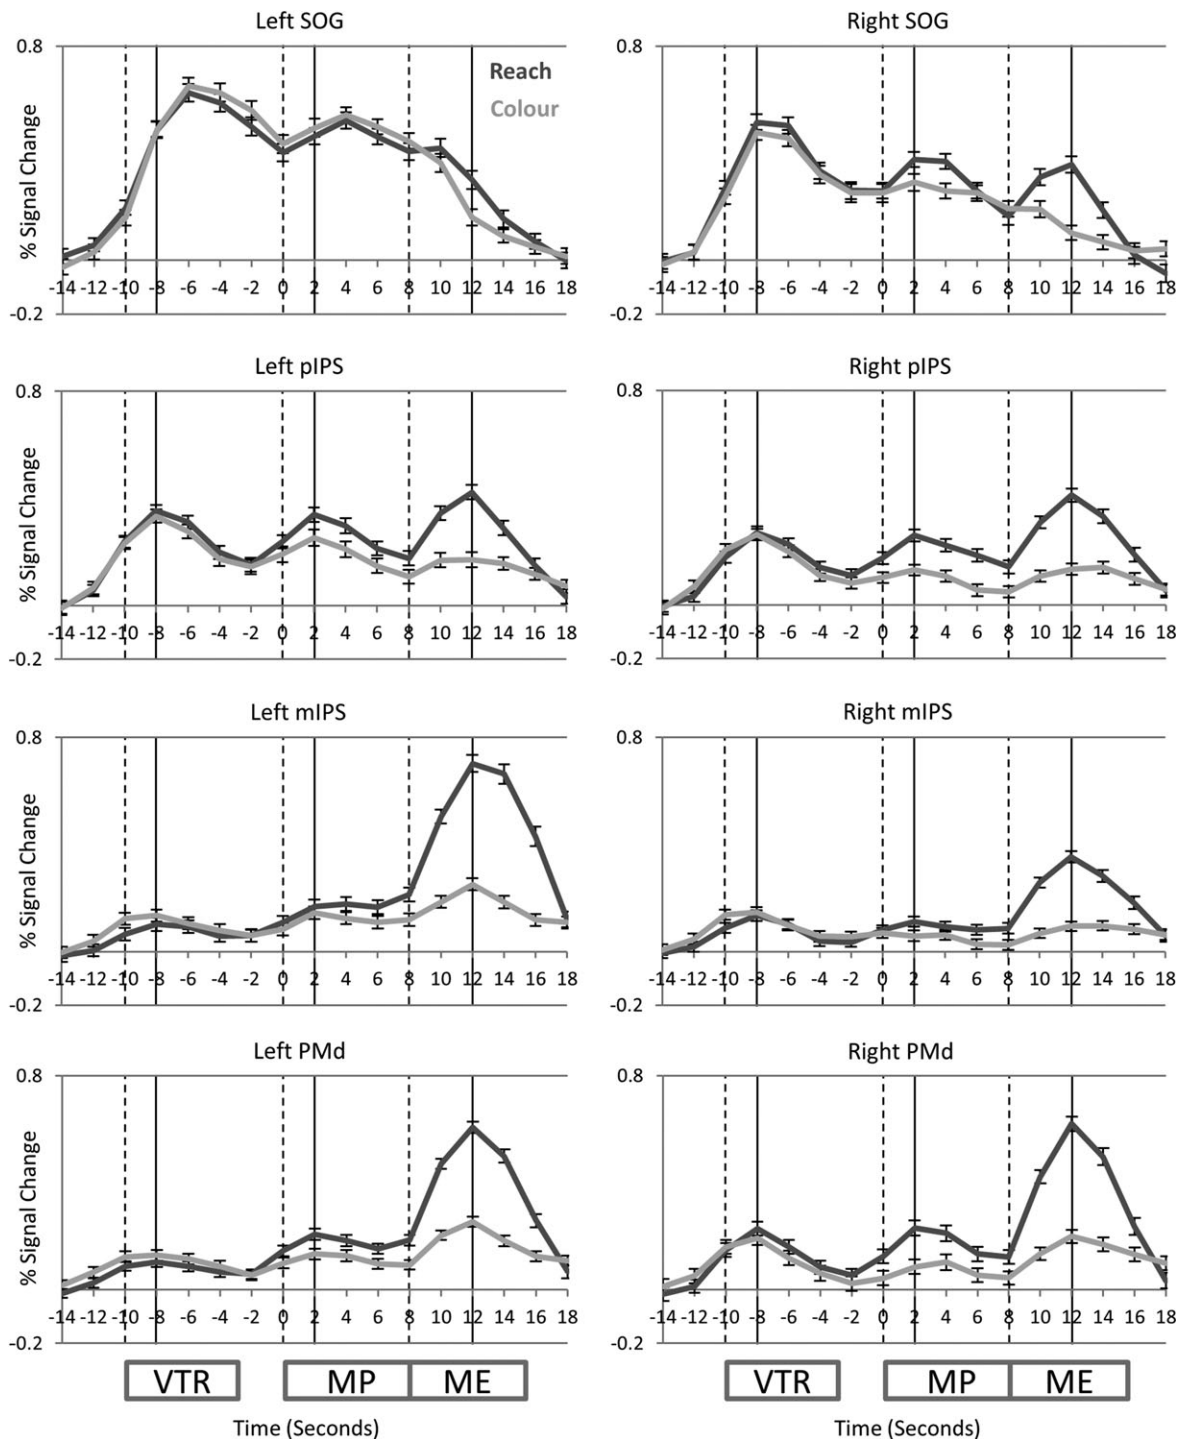 Left SOG
0.8
Reach
Colour
% Signal Change
-14 -12 -10 -8 -6 -4 -2 0 2 4 6 8 10 12 14 16 18
-0.2
Right SOG
0.8
-14 -12 -10 -8 -6 -4 -2 0 2 4 6 8 10 12 14 16 18
-0.2
Left pIPS
0.8
% Signal Change
-14 -12 -10 -8 -6 -4 -2 0 2 4 6 8 10 12 14 16 18
-0.2
Right pIPS
0.8
-14 -12 -10 -8 -6 -4 -2 0 2 4 6 8 10 12 14 16 18
-0.2
Left mIPS
0.8
% Signal Change
-14 -12 -10 -8 -6 -4 -2 0 2 4 6 8 10 12 14 16 18
-0.2
Right mIPS
0.8
-14 -12 -10 -8 -6 -4 -2 0 2 4 6 8 10 12 14 16 18
-0.2
Left PMd
0.8
% Signal Change
-14 -12 -10 -8 -6 -4 -2 0 2 4 6 8 10 12 14 16 18
-0.2
Right PMd
0.8
-14 -12 -10 -8 -6 -4 -2 0 2 4 6 8 10 12 14 16 18
-0.2
VTR MP ME
Time (Seconds)
VTR MP ME
Time (Seconds)